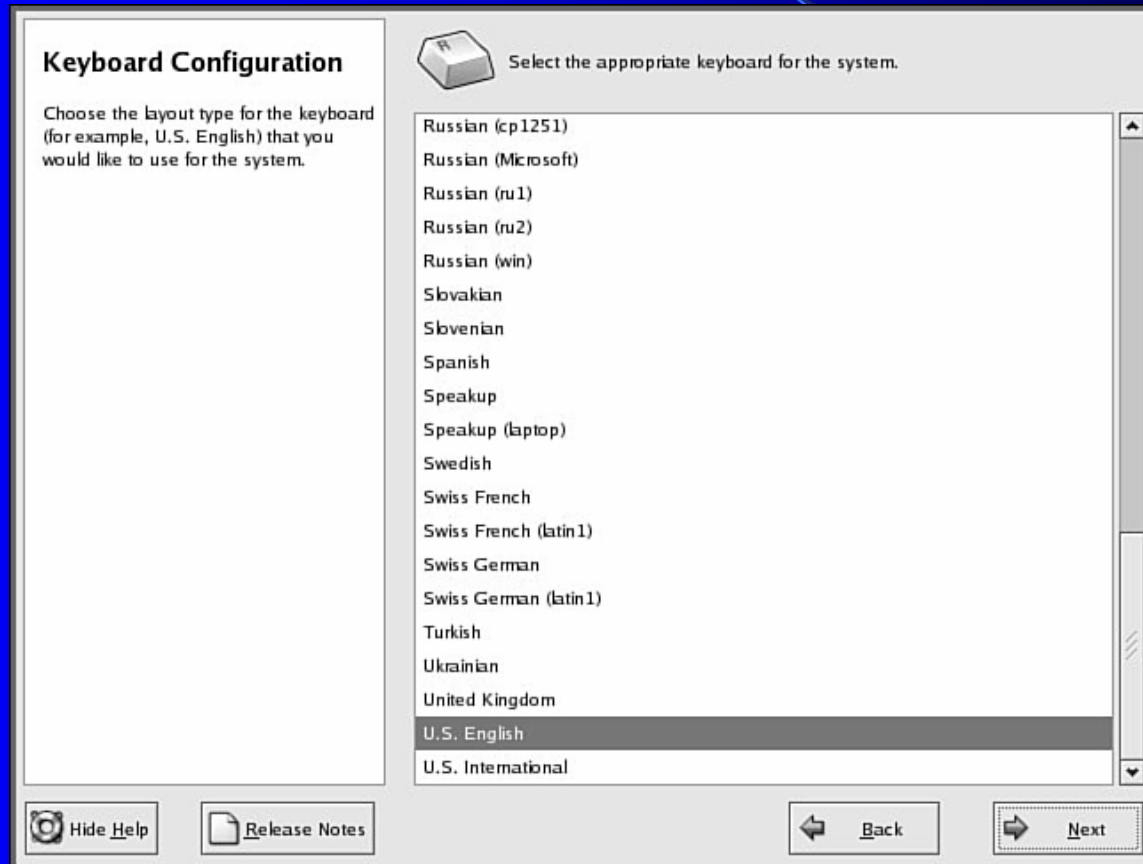 Keyboard Configuration
Choose the layout type for the keyboard
(for example, U.S. English) that you
would like to use for the system.
R
Select the appropriate keyboard for the system.
Russian (cp1251)
Russian (Microsoft)
Russian (ru1)
Russian (ru2)
Russian (win)
Slovakian
Slovenian
Spanish
Speakup
Speakup (laptop)
Swedish
Swiss French
Swiss French (latin1)
Swiss German
Swiss German (latin1)
Turkish
Ukrainian
United Kingdom
U.S. English
U.S. International
Hide Help
Release Notes
Back
Next